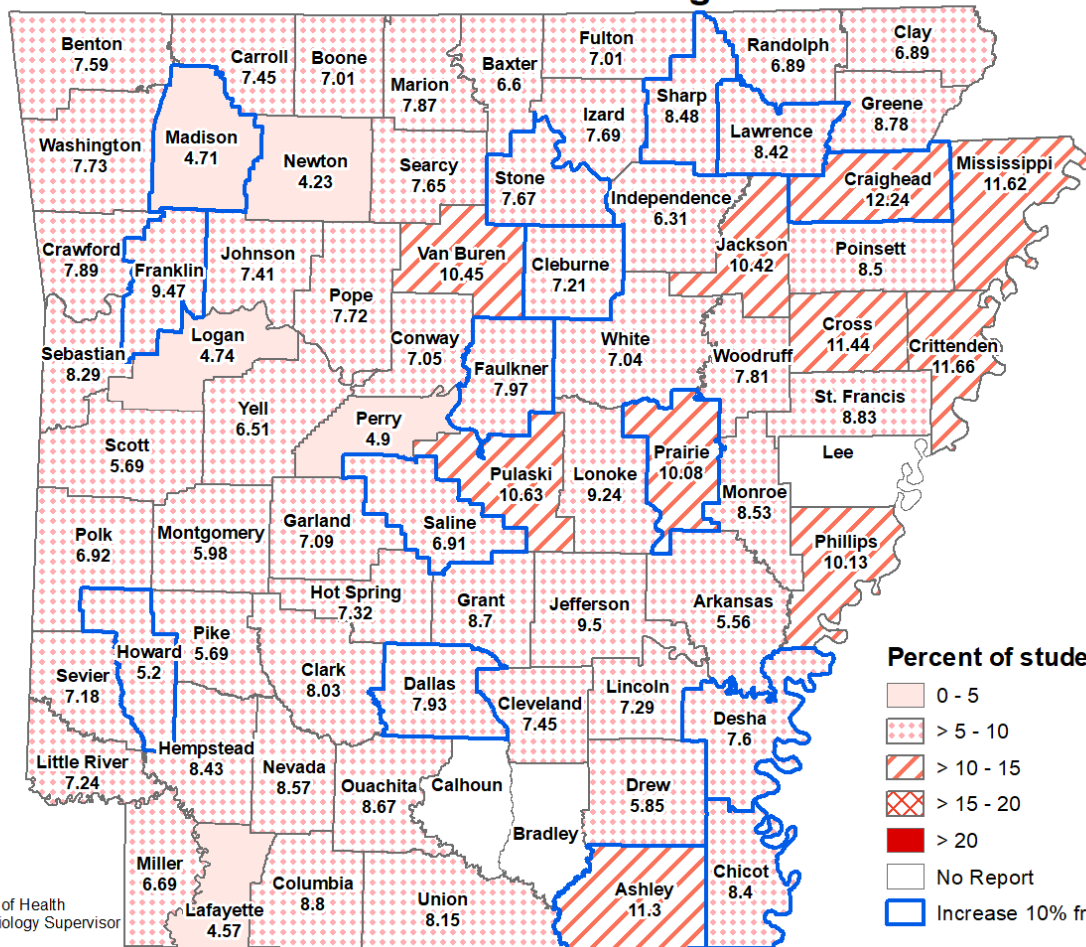 Benton
7.59
Carroll
7.45
Boone
7.01
Marion
7.87
Baxter
6.6
Fulton
7.01
Randolph
6.89
Clay
6.89
Washington
7.73
Madison
4.71
Newton
4.23
Searcy
7.65
Stone
7.67
Izard
7.69
Sharp
8.48
Lawrence
8.42
Greene
8.78
Independence
6.31
Craighead
12.24
Mississippi
11.62
Crawford
7.89
Franklin
9.47
Johnson
7.41
Pope
7.72
Van Buren
10.45
Cleburne
7.21
Jackson
10.42
Poinsett
8.5
Logan
4.74
Sebastian
8.29
Conway
7.05
Faulkner
7.97
White
7.04
Woodruff
7.81
Cross
11.44
Crittenden
11.66
St. Francis
8.83
Scott
5.69
Yell
6.51
Perry
4.9
Pulaski
10.63
Lonoke
9.24
Prairie
10.08
Monroe
8.53
Lee
Polk
6.92
Montgomery
5.98
Garland
7.09
Saline
6.91
Phillips
10.13
Hot Spring
7.32
Grant
8.7
Jefferson
9.5
Arkansas
5.56
Sevier
7.18
Howard
5.2
Pike
5.69
Clark
8.03
Dallas
7.93
Cleveland
7.45
Lincoln
7.29
Desha
7.6
Little River
7.24
Hempstead
8.43
Nevada
8.57
Ouachita
8.67
Calhoun
Bradley
Drew
5.85
Miller
6.69
Lafayette
4.57
Columbia
8.8
Union
8.15
Ashley
11.3
Chicot
8.4
Percent of stude
0 - 5
> 5 - 10
> 10 - 15
> 15 - 20
> 20
No Report
Increase 10% fr
of Health
iology Supervisor